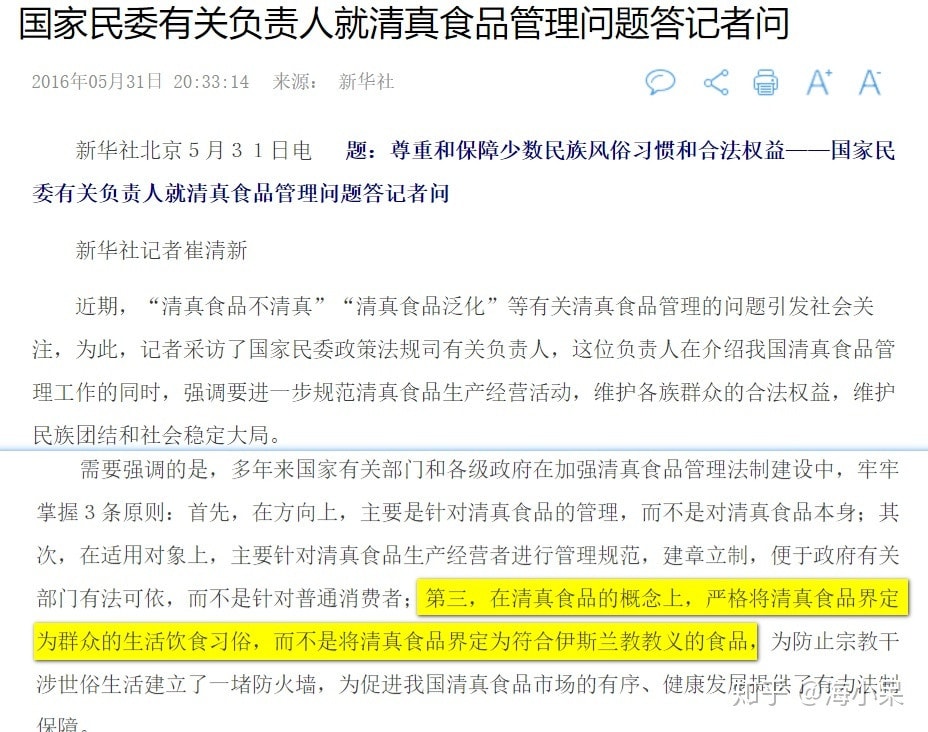 国家民委有关负责人就清真食品管理问题答记者问
2016年05月31日 20:33:14 来源： 新华社
A+ A-
新华社北京５月３１日电 题：尊重和保障少数民族风俗习惯和合法权益——国家民
委有关负责人就清真食品管理问题答记者问
新华社记者崔清新
近期，“清真食品不清真”“清真食品泛化”等有关清真食品管理的问题引发社会关
注，为此，记者采访了国家民委政策法规司有关负责人，这位负责人在介绍我国清真食品管
理工作的同时，强调要进一步规范清真食品生产经营活动，维护各族群众的合法权益，维护
民族团结和社会稳定大局。
需要强调的是，多年来国家有关部门和各级政府在加强清真食品管理法制建设中，牢牢
掌握３条原则：首先，在方向上，主要是针对清真食品的管理，而不是对清真食品本身；其
次，在适用对象上，主要针对清真食品生产经营者进行管理规范，建章立制，便于政府有关
部门有法可依，而不是针对普通消费者；第三，在清真食品的概念上，严格将清真食品界定
为群众的生活饮食习俗，而不是将清真食品界定为符合伊斯兰教教义的食品，为防止宗教干
涉世俗生活建立了一堵防火墙，为促进我国清真食品市场的有序、健康发展提供了有力法制
保障。
知乎 @海小